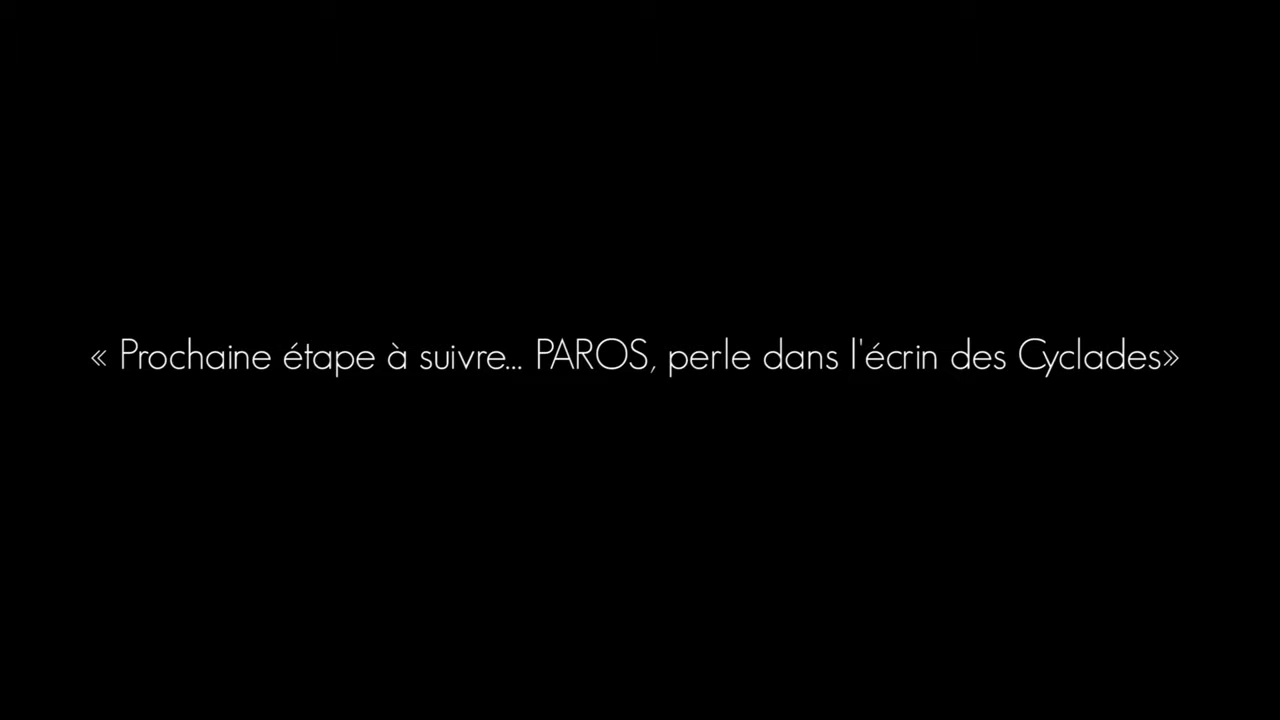 « Prochaine étape à suivre... PAROS, perle dans l'écrin des Cyclades»